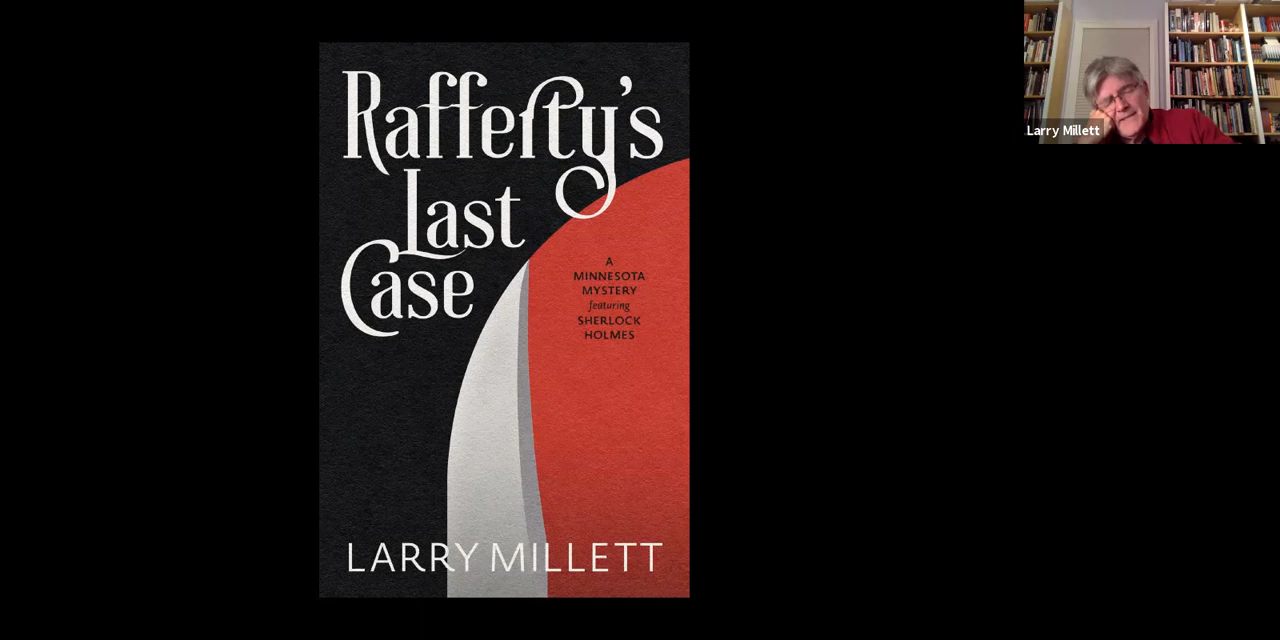 Rafferty's
Last
Case
A
MINNESOTA
MYSTERY
featuring
SHERLOCK
HOLMES
LARRY MILLETT
Larry Millett